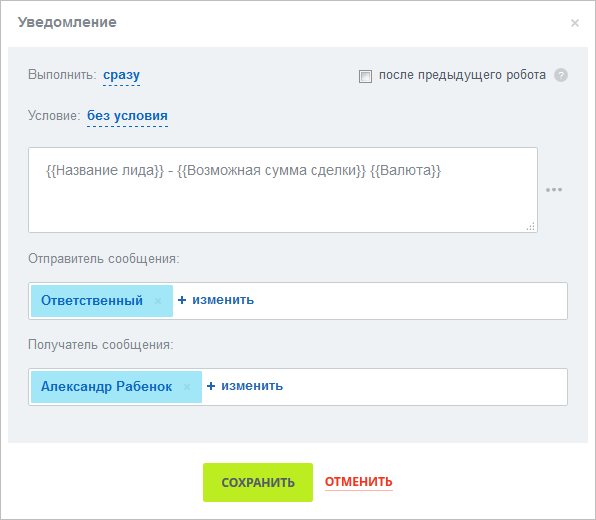 Уведомление ×
Выполнить: сразу после предыдущего робота ?
Условие: без условия
{{Название лида}} - {{Возможная сумма сделки}} {{Валюта}}
Отправитель сообщения:
Ответственный × + изменить
Получатель сообщения:
Александр Рабенок × + изменить
СОХРАНИТЬ ОТМЕНИТЬ